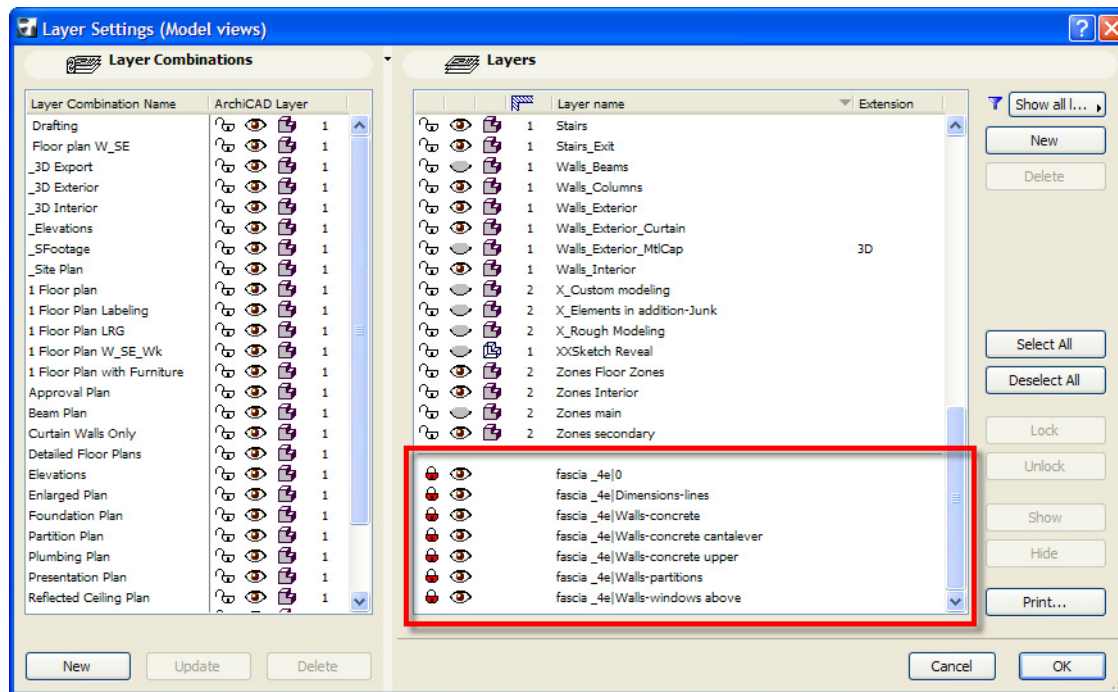 Layer Settings (Model views)
Layer Combinations
Layer Combination Name ArchiCAD Layer
Drafting 1
Floor plan W_SE 1
_3D Export 1
_3D Exterior 1
_3D Interior 1
_Elevations 1
_SFootage 1
_Site Plan 1
1 Floor plan 1
1 Floor Plan Labeling 1
1 Floor Plan LRG 1
1 Floor Plan W_SE_Wk 1
1 Floor Plan with Furniture 1
Approval Plan 1
Beam Plan 1
Curtain Walls Only 1
Detailed Floor Plans 1
Elevations 1
Enlarged Plan 1
Foundation Plan 1
Partition Plan 1
Plumbing Plan 1
Presentation Plan 1
Reflected Ceiling Plan 1
New Update Delete
Layers
Layer name Extension
1 Stairs
1 Stairs_Exit
1 Walls_Beams
1 Walls_Columns
1 Walls_Exterior
1 Walls_Exterior_Curtain
1 Walls_Exterior_MtlCap 3D
1 Walls_Interior
2 X_Custom modeling
2 X_Elements in addition-Junk
2 X_Rough Modeling
1 XXSketch Reveal
2 Zones Floor Zones
2 Zones Interior
2 Zones main
2 Zones secondary
fascia _4e|0
fascia _4e|Dimensions-lines
fascia _4e|Walls-concrete
fascia _4e|Walls-concrete cantalever
fascia _4e|Walls-concrete upper
fascia _4e|Walls-partitions
fascia _4e|Walls-windows above
Show all l...
New
Delete
Select All
Deselect All
Lock
Unlock
Show
Hide
Print...
Cancel OK